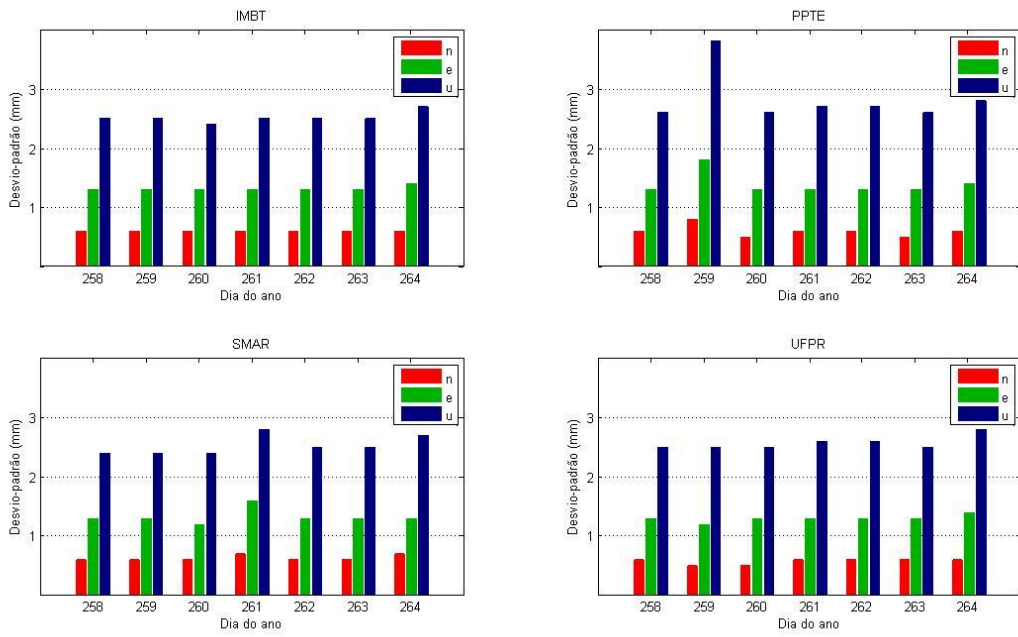 IMBT
n
e
u
Desvio-padrão (mm)
3
2
1
258 259 260 261 262 263 264
Dia do ano
PPTE
n
e
u
Desvio-padrão (mm)
3
2
1
258 259 260 261 262 263 264
Dia do ano
SMAR
n
e
u
Desvio-padrão (mm)
3
2
1
258 259 260 261 262 263 264
Dia do ano
UFPR
n
e
u
Desvio-padrão (mm)
3
2
1
258 259 260 261 262 263 264
Dia do ano